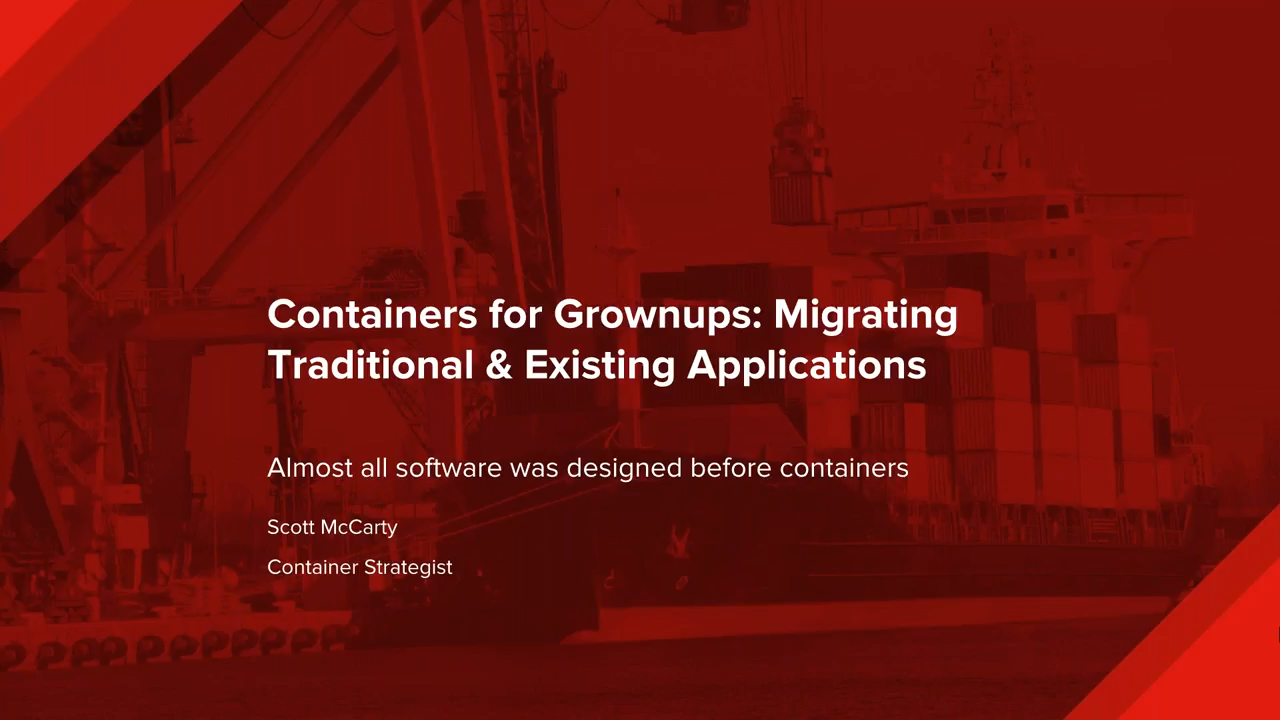 Containers for Grownups: Migrating
Traditional & Existing Applications
Almost all software was designed before containers
Scott McCarty
Container Strategist